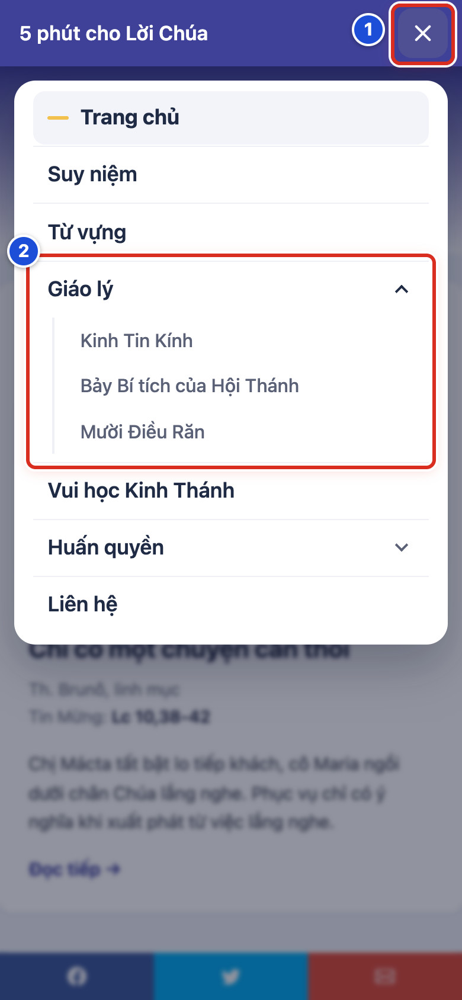 5 phút cho Lời Chúa
1
Trang chủ
Suy niệm
Từ vựng
2
Giáo lý
Kinh Tin Kính
Bảy Bí tích của Hội Thánh
Mười Điều Răn
Vui học Kinh Thánh
Huấn quyền
Liên hệ
Chỉ có một chuyện cần thôi
Th. Brunô, linh mục
Tin Mừng: Lc 10,38-42
Chị Mácta tất bật lo tiếp khách, cô Maria ngồi
dưới chân Chúa lắng nghe. Phục vụ chỉ có ý
nghĩa khi xuất phát từ việc lắng nghe.
Đọc tiếp →